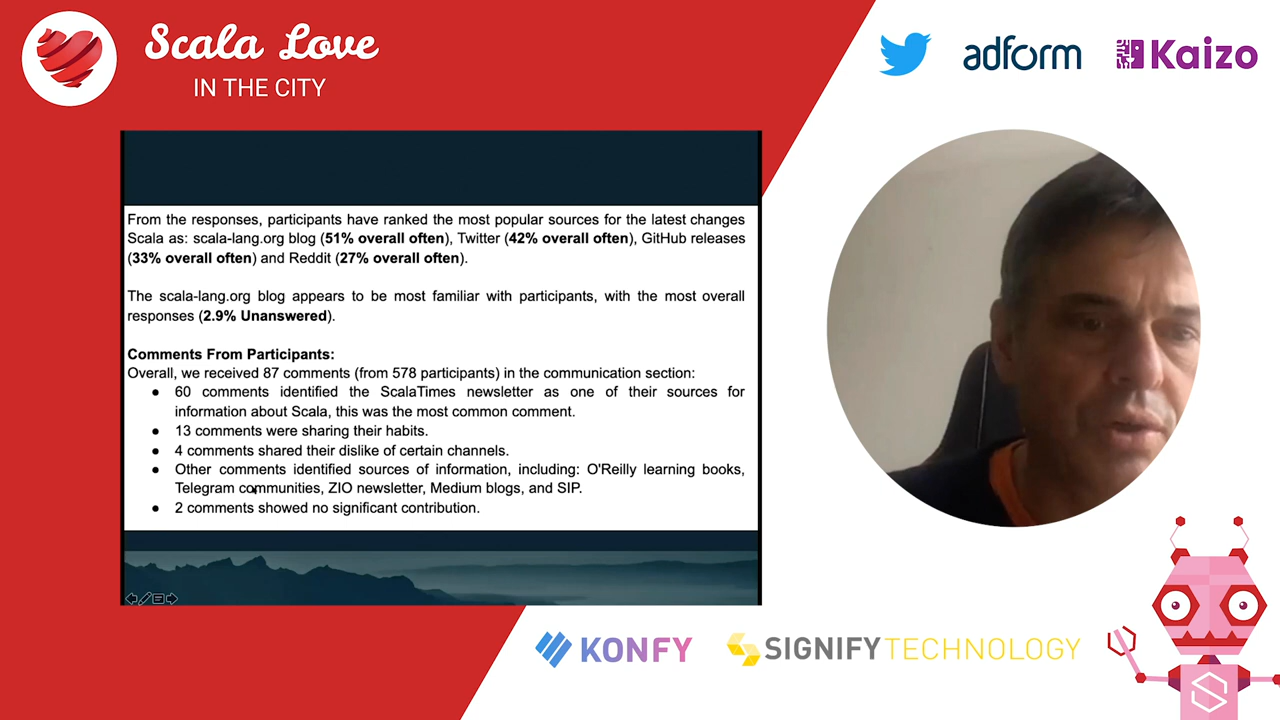 Scala Love
IN THE CITY
adform
Kaizo
From the responses, participants have ranked the most popular sources for the latest changes
Scala as: scala-lang.org blog (51% overall often), Twitter (42% overall often), GitHub releases
(33% overall often) and Reddit (27% overall often).
The scala-lang.org blog appears to be most familiar with participants, with the most overall
responses (2.9% Unanswered).
Comments From Participants:
Overall, we received 87 comments (from 578 participants) in the communication section:
• 60 comments identified the ScalaTimes newsletter as one of their sources for
information about Scala, this was the most common comment.
• 13 comments were sharing their habits.
• 4 comments shared their dislike of certain channels.
• Other comments identified sources of information, including: O'Reilly learning books,
Telegram communities, ZIO newsletter, Medium blogs, and SIP.
• 2 comments showed no significant contribution.
KONFY
SIGNIFYTECHNOLOGY